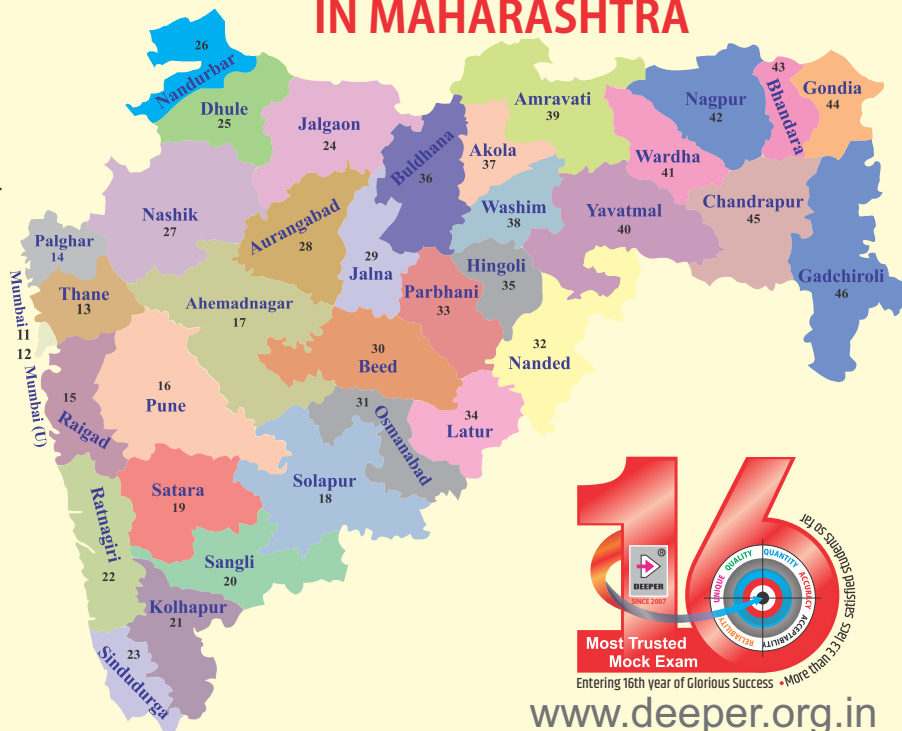 IN MAHARASHTRA
26
Nandurbar
Dhule
25
Jalgaon
24
Buldhana
36
Akola
37
Amravati
39
Nagpur
42
43
Bhandara
Gondia
44
Wardha
41
Nashik
27
Aurangabad
28
29
Jalna
Washim
38
Yavatmal
40
Chandrapur
45
Gadchiroli
46
Palghar
14
Thane
13
Mumbai
11
12
Mumbai (U)
Ahemadnagar
17
Parbhani
33
Hingoli
35
32
Nanded
30
Beed
31
Osmanabad
34
Latur
16
Pune
15
Raigad
Satara
19
Solapur
18
Ratnagiri
22
Sangli
20
Kolhapur
21
23
Sindudurga
16
®
DEEPER
SINCE 2007
UNIQUE QUALITY QUANTITY ACCURACY ACCEPTABILITY RELIABILITY
Most Trusted
Mock Exam
Entering 16th year of Glorious Success • More than 33 lacs satisfied students so far
www.deeper.org.in